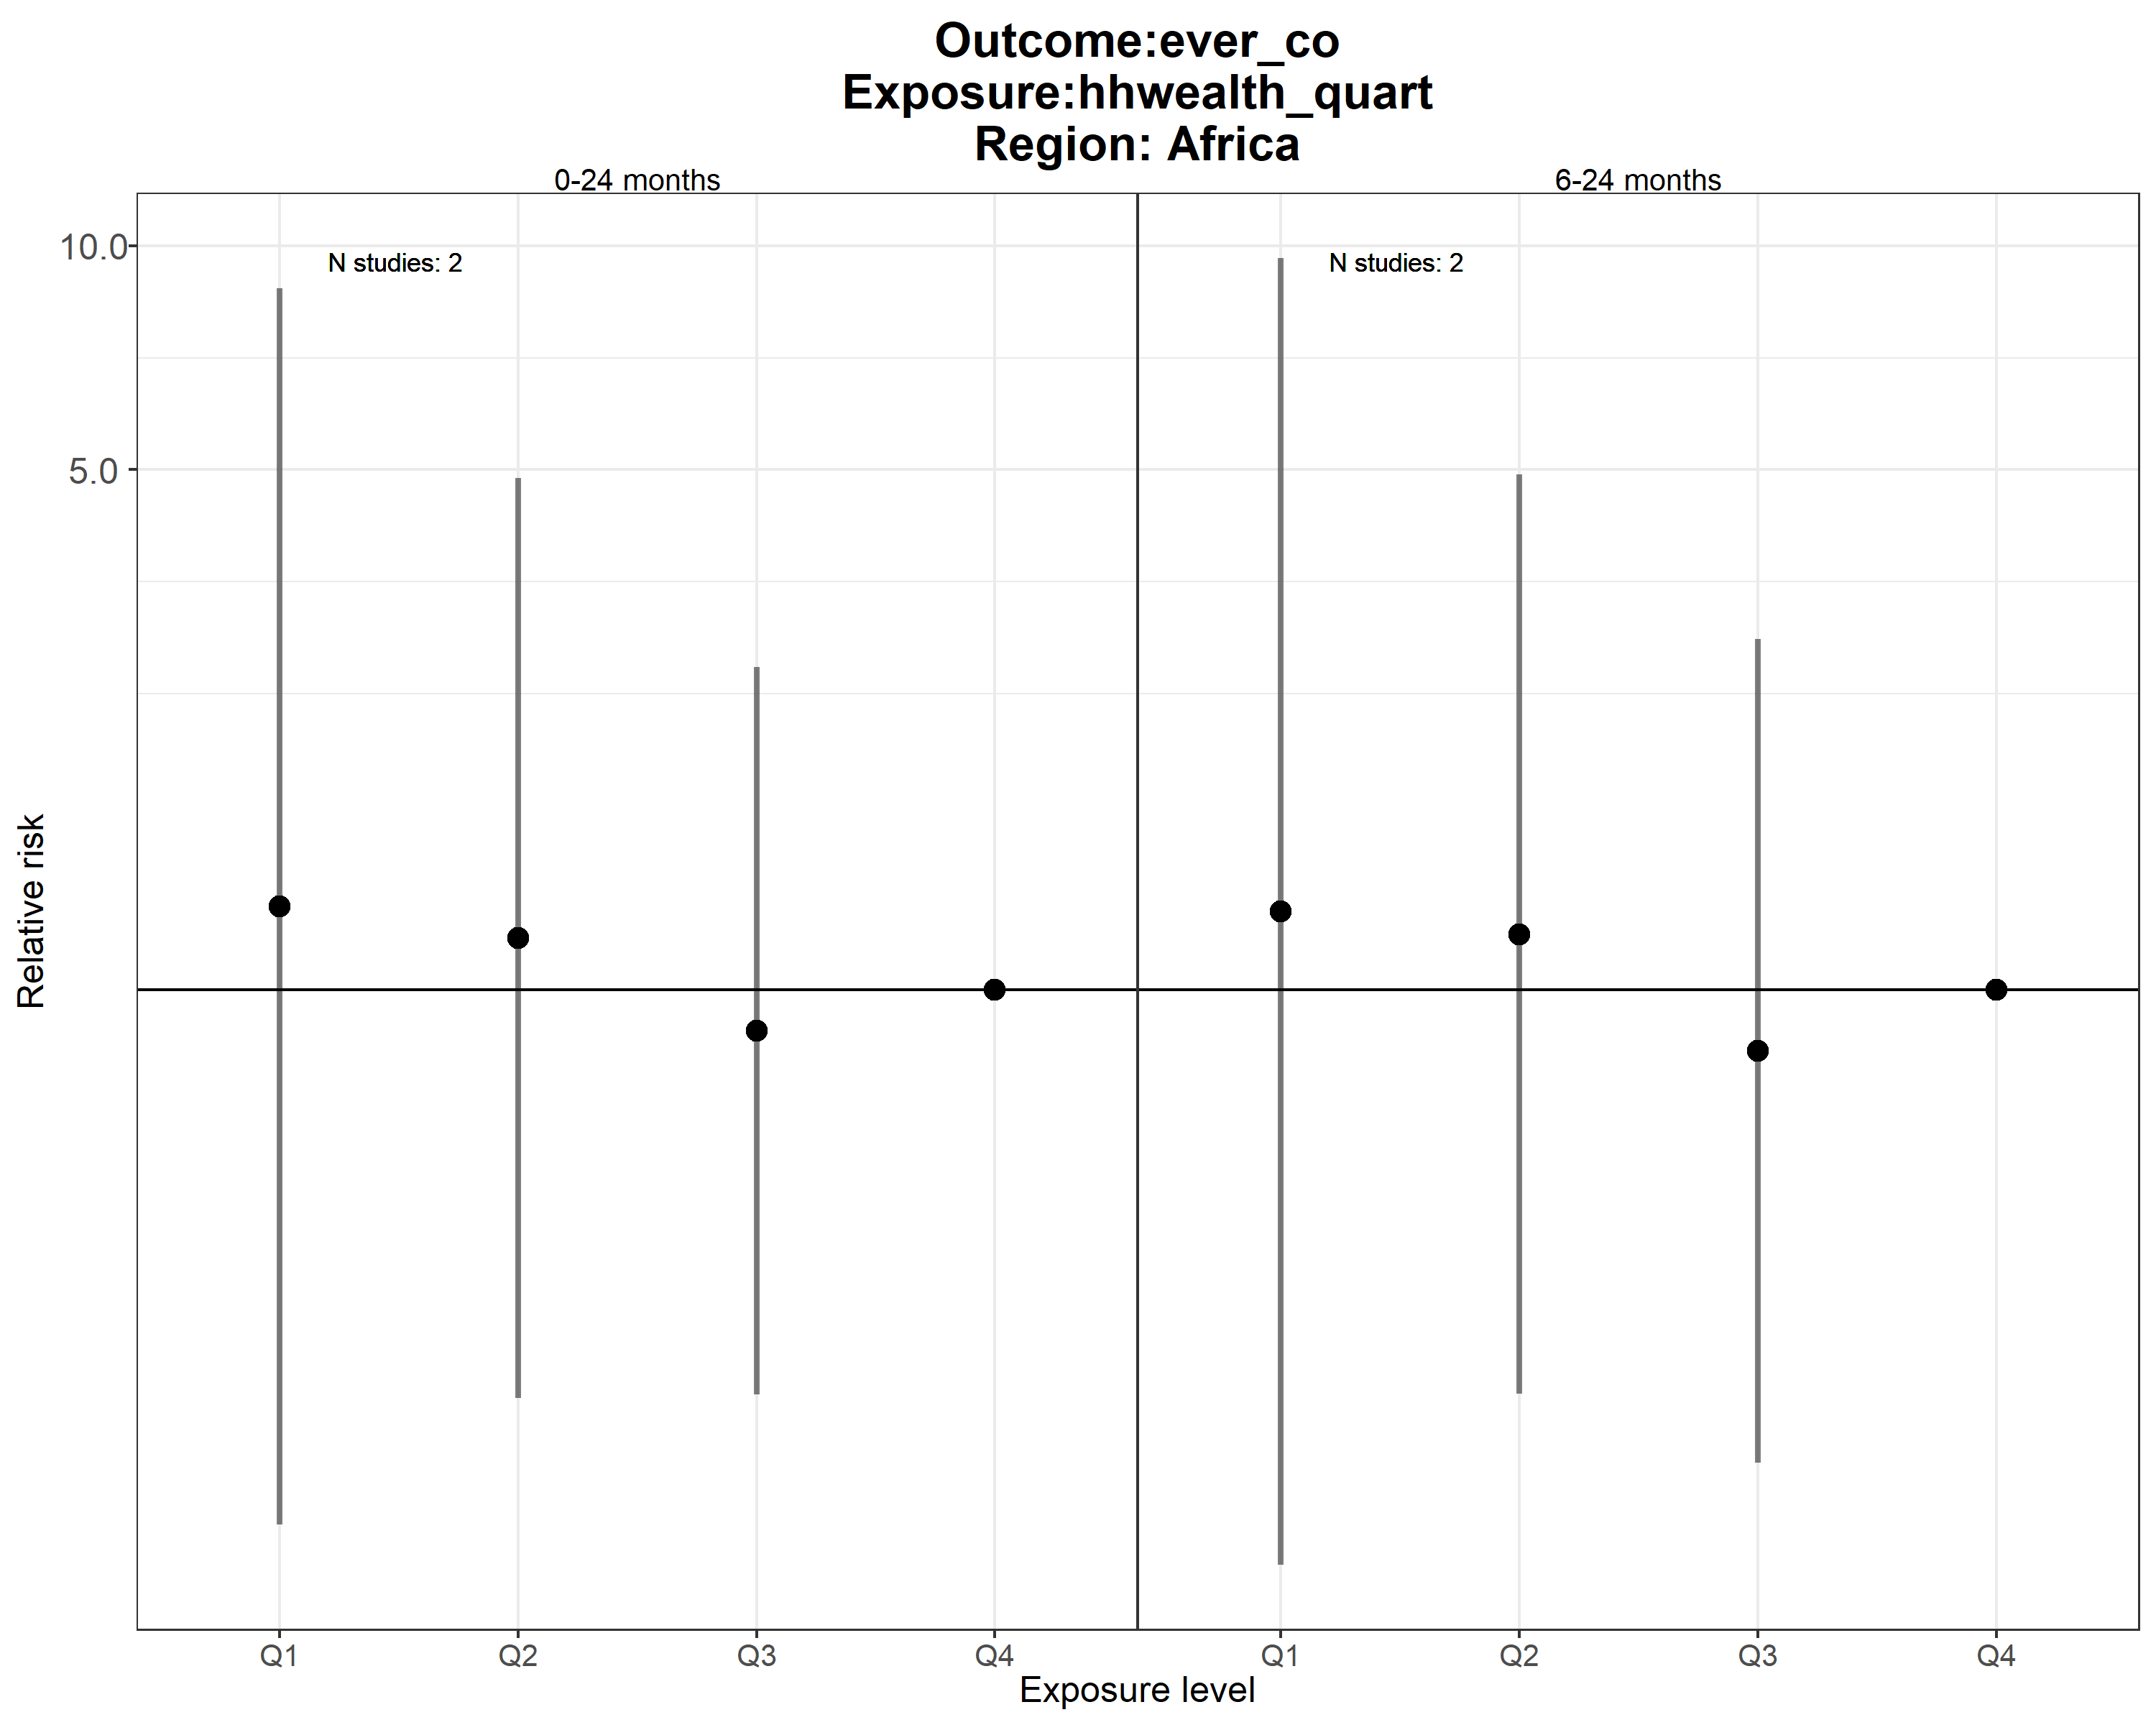 Outcome:ever_co
Exposure:hhwealth_quart
Region: Africa
0-24 months
6-24 months
10.0
5.0
N studies: 2
N studies: 2
Relative risk
Q1
Q2
Q3
Q4
Q1
Q2
Q3
Q4
Exposure level